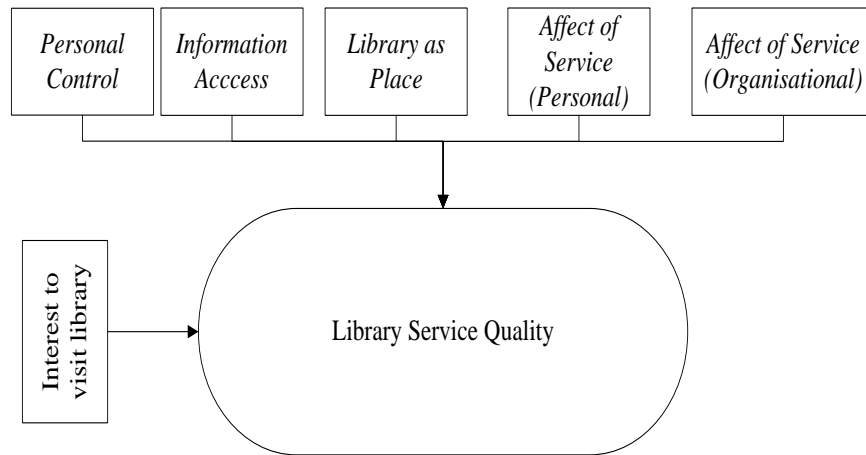 Personal
Control
Information
Acccess
Library as
Place
Affect of
Service
(Personal)
Affect of Service
(Organisational)
Interest to
visit library
Library Service Quality